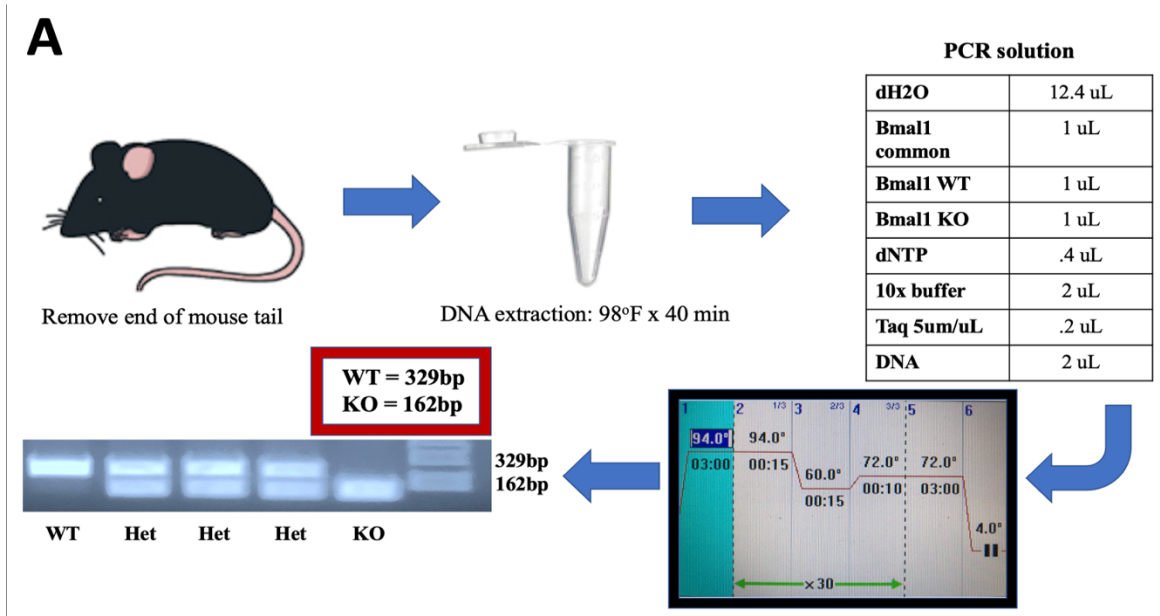 A
PCR solution
dH2O 12.4 uL
Bmal1
common 1 uL
Bmal1 WT 1 uL
Bmal1 KO 1 uL
dNTP .4 uL
10x buffer 2 uL
Taq 5um/uL .2 uL
DNA 2 uL
Remove end of mouse tail
DNA extraction: 98°F x 40 min
WT = 329bp
KO = 162bp
329bp
162bp
WT Het Het Het KO
1 2 1/3 3 2/3 4 3/3 5 6
94.0° 94.0°
03:00 00:15
60.0°
00:15
72.0° 72.0°
00:10 03:00
4.0°
x30